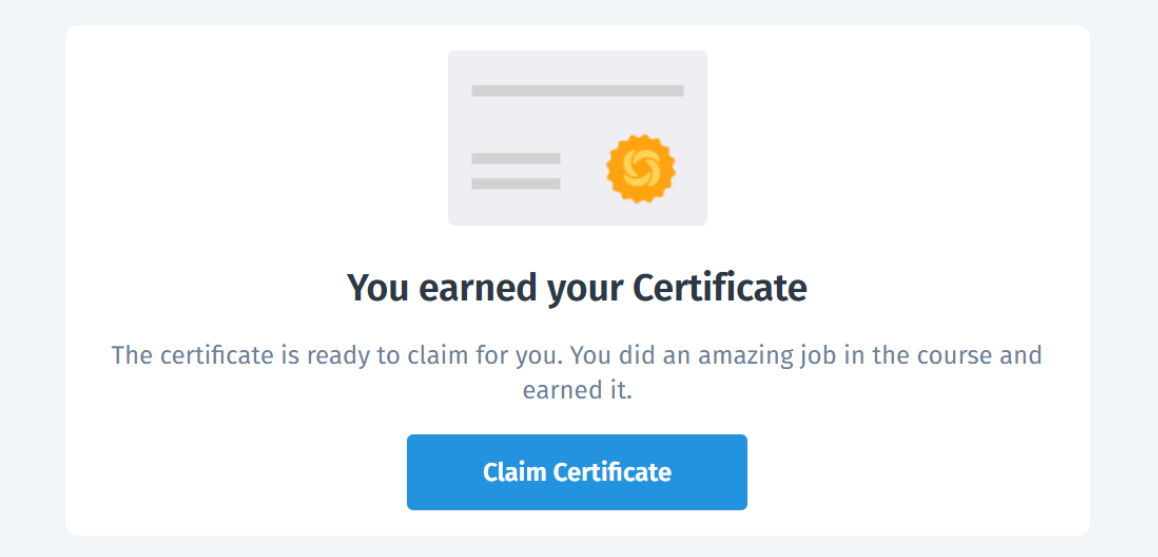 You earned your Certificate
The certificate is ready to claim for you. You did an amazing job in the course and
earned it.
Claim Certificate